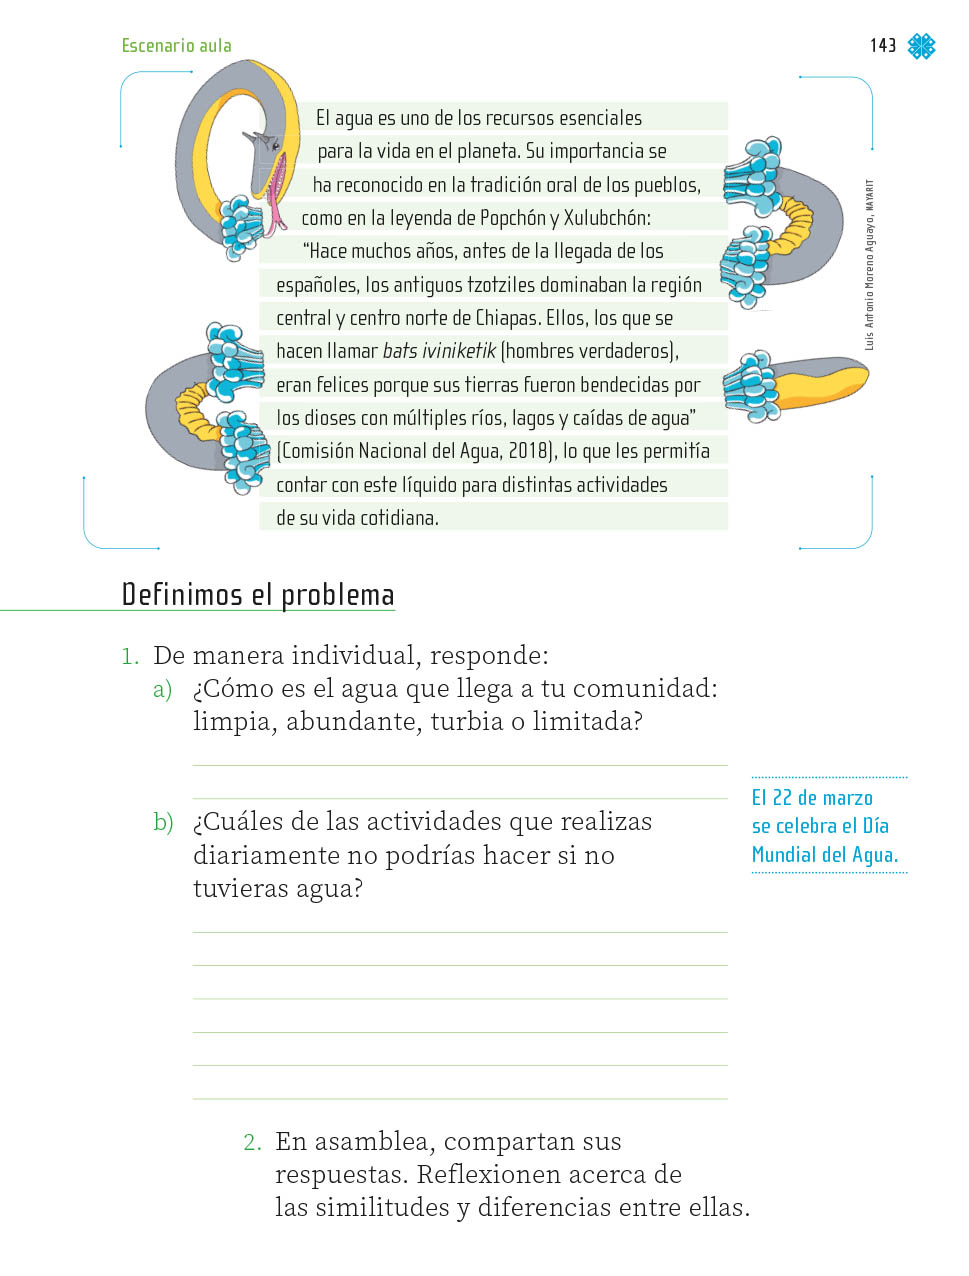 Escenario aula
143
El agua es uno de los recursos esenciales
para la vida en el planeta. Su importancia se
ha reconocido en la tradición oral de los pueblos,
como en la leyenda de Popchón y Xulubchón:
“Hace muchos años, antes de la llegada de los
españoles, los antiguos tzotziles dominaban la región
central y centro norte de Chiapas. Ellos, los que se
hacen llamar bats iviniketik (hombres verdaderos),
eran felices porque sus tierras fueron bendecidas por
los dioses con múltiples ríos, lagos y caídas de agua”
(Comisión Nacional del Agua, 2018), lo que les permitía
contar con este líquido para distintas actividades
de su vida cotidiana.
Luis Antonio Moreno Aguayo, NAYARIT
Definimos el problema
1. De manera individual, responde:
a) ¿Cómo es el agua que llega a tu comunidad:
limpia, abundante, turbia o limitada?
b) ¿Cuáles de las actividades que realizas
diariamente no podrías hacer si no
tuvieras agua?
El 22 de marzo
se celebra el Día
Mundial del Agua.
2. En asamblea, compartan sus
respuestas. Reflexionen acerca de
las similitudes y diferencias entre ellas.